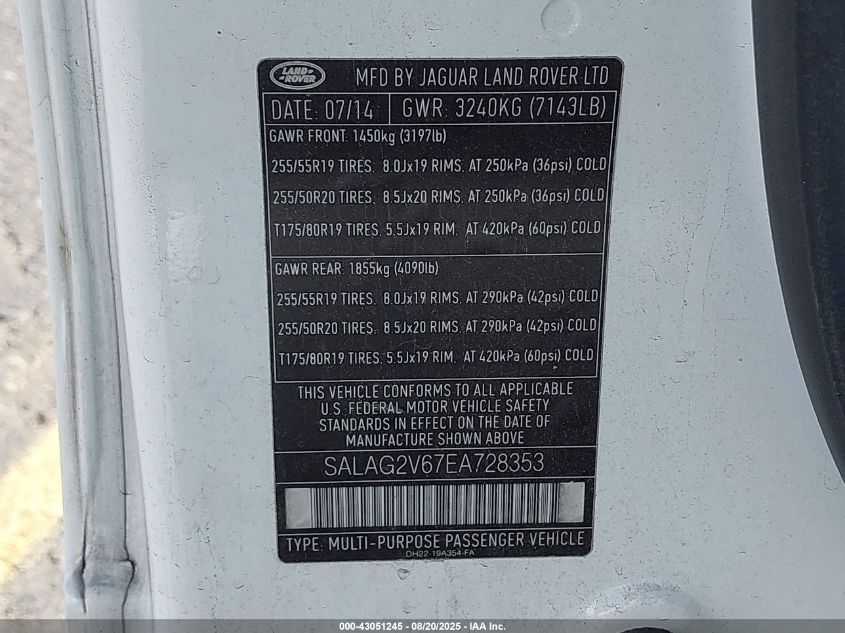 LAND-
-ROVER
MFD BY JAGUAR LAND ROVER LTD
DATE: 07/14 GWR: 3240KG (7143LB)
GAWR FRONT: 1450kg (3197lb)
255/55R19 TIRES. 8.0Jx19 RIMS. AT 250kPa (36psi) COLD
255/50R20 TIRES. 8.5Jx20 RIMS. AT 250kPa (36psi) COLD
T175/80R19 TIRES. 5.5Jx19 RIM. AT 420kPa (60psi) COLD
GAWR REAR: 1855kg (4090lb)
255/55R19 TIRES. 8.0Jx19 RIMS. AT 290kPa (42psi) COLD
255/50R20 TIRES. 8.5Jx20 RIMS. AT 290kPa (42psi) COLD
T175/80R19 TIRES. 5.5Jx19 RIM. AT 420kPa (60psi) COLD
THIS VEHICLE CONFORMS TO ALL APPLICABLE
U.S. FEDERAL MOTOR VEHICLE SAFETY
STANDARDS IN EFFECT ON THE DATE OF
MANUFACTURE SHOWN ABOVE
SALAG2V67EA728353
TYPE: MULTI-PURPOSE PASSENGER VEHICLE
DH22-19A354-FA
000-43051245 - 08/20/2025 - IAA Inc.